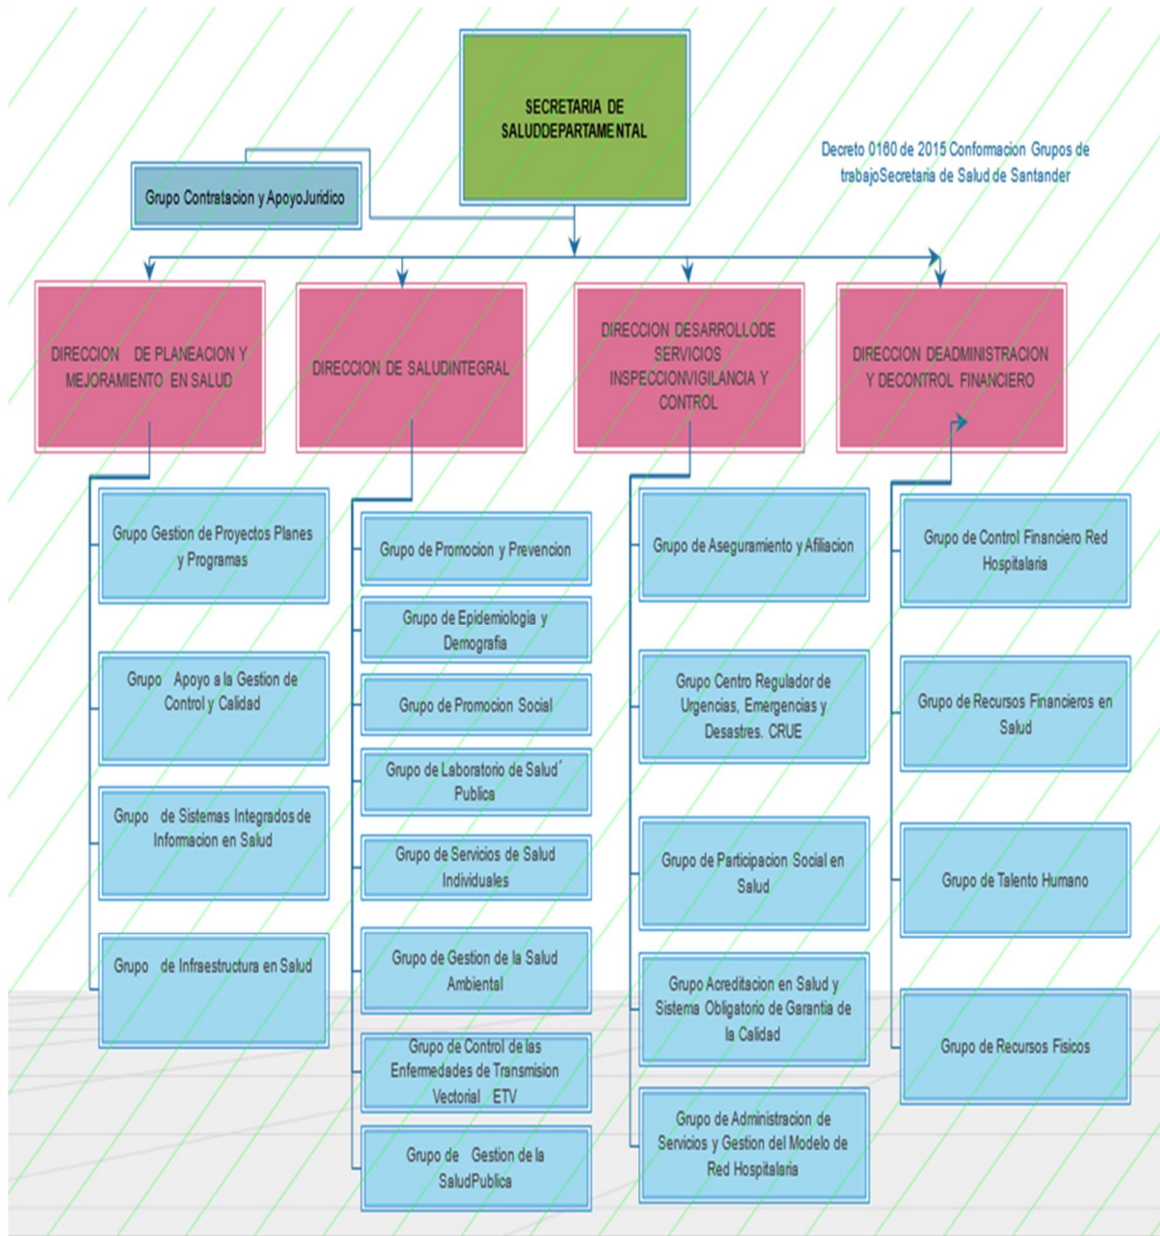 SECRETARIA DE
SALUDDEPARTAMENTAL
Decreto 0160 de 2015 Conformacion Grupos de
trabajoSecretaria de Salud de Santander
Grupo Contratacion y ApoyoJuridico
DIRECCION DE PLANEACION Y
MEJORAMIENTO EN SALUD
Grupo Gestion de Proyectos Planes
y Programas
Grupo Apoyo a la Gestion de
Control y Calidad
Grupo de Sistemas Integrados de
Informacion en Salud
Grupo de Infraestructura en Salud
DIRECCION DE SALUDINTEGRAL
Grupo de Promocion y Prevencion
Grupo de Epidemiologia y
Demografia
Grupo de Promocion Social
Grupo de Laboratorio de Salud´
Publica
Grupo de Servicios de Salud
Individuales
Grupo de Gestion de la Salud
Ambiental
Grupo de Control de las
Enfermedades de Transmision
Vectorial ETV
Grupo de Gestion de la
SaludPublica
DIRECCION DESARROLLODE
SERVICIOS
INSPECCIONVIGILANCIA Y
CONTROL
Grupo de Aseguramiento y Afiliacion
Grupo Centro Regulador de
Urgencias, Emergencias y
Desastres. CRUE
Grupo de Participacion Social en
Salud
Grupo Acreditacion en Salud y
Sistema Obligatorio de Garantia de
la Calidad
Grupo de Administracion de
Servicios y Gestion del Modelo de
Red Hospitalaria
DIRECCION DEADMINISTRACION
Y DECONTROL FINANCIERO
Grupo de Control Financiero Red
Hospitalaria
Grupo de Recursos Financieros en
Salud
Grupo de Talento Humano
Grupo de Recursos Fisicos